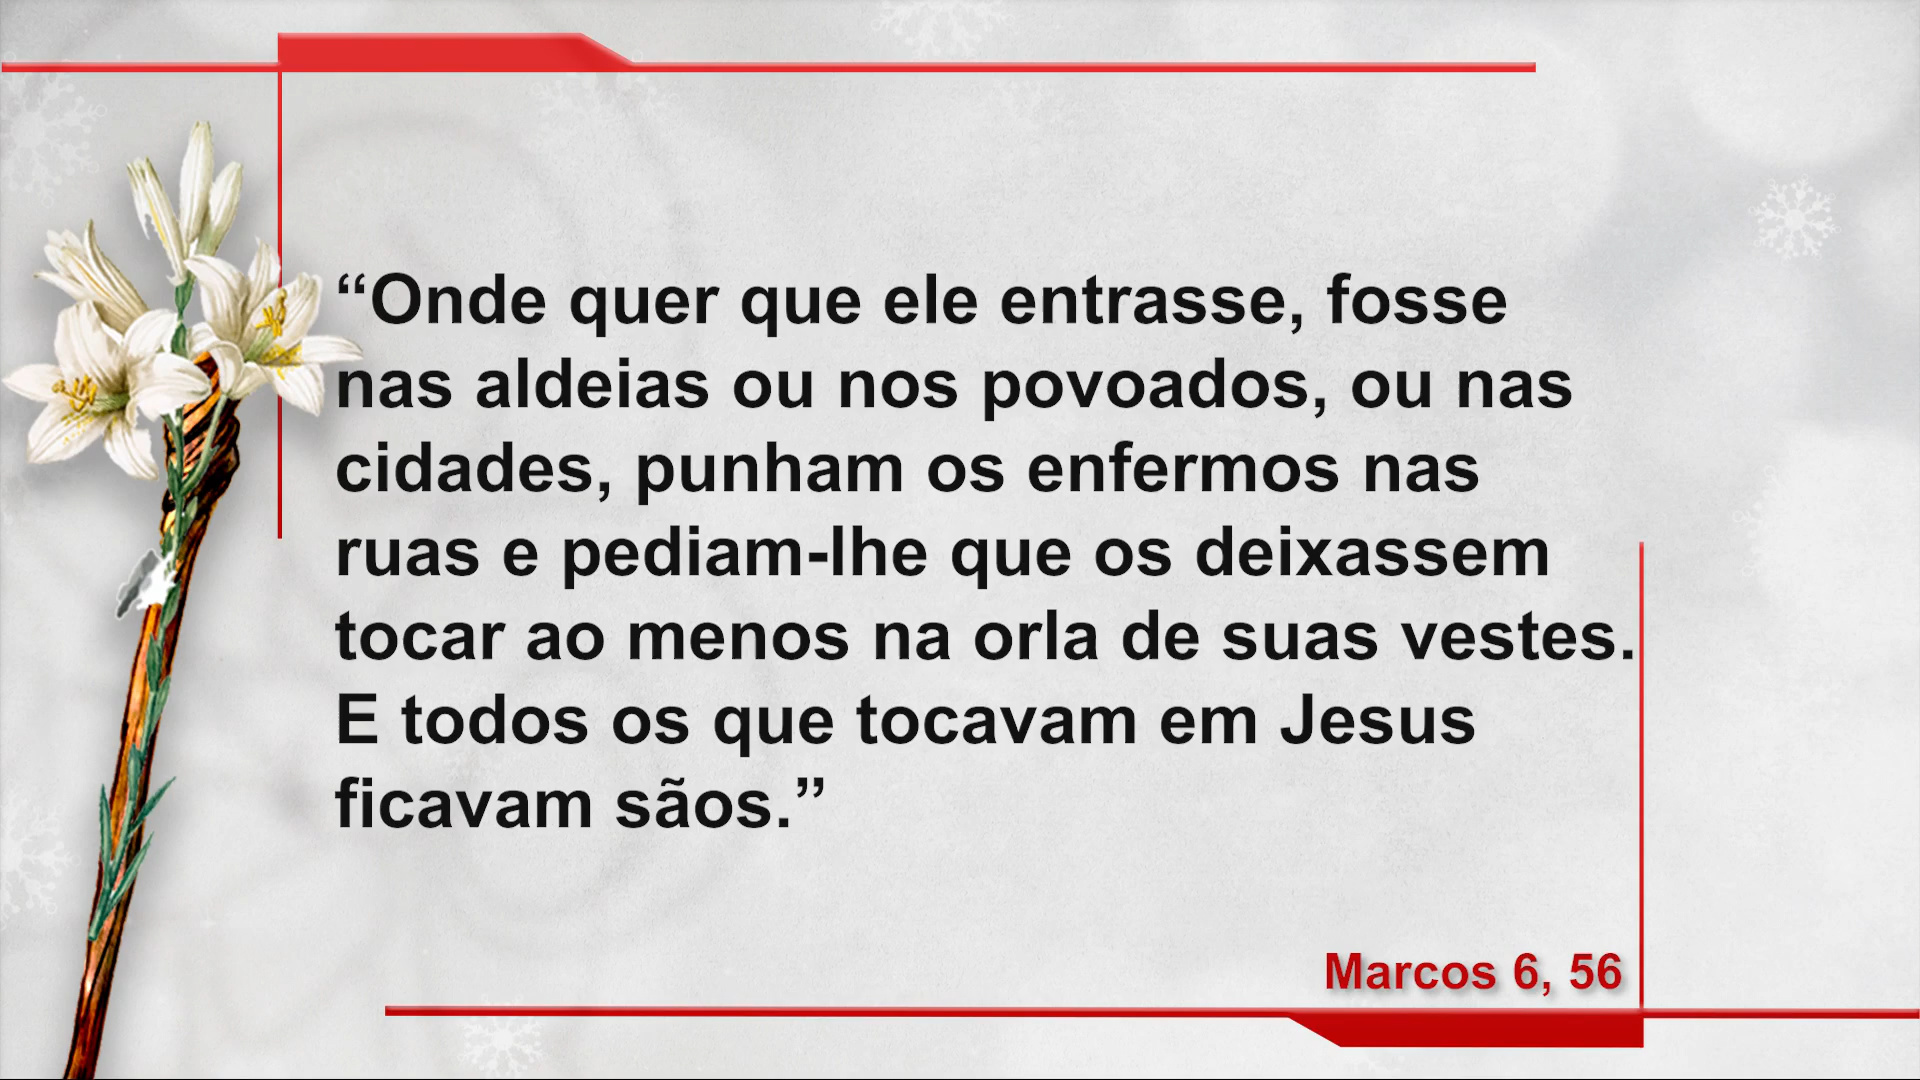 “Onde quer que ele entrasse, fosse
nas aldeias ou nos povoados, ou nas
cidades, punham os enfermos nas
ruas e pediam-lhe que os deixassem
tocar ao menos na orla de suas vestes.
E todos os que tocavam em Jesus
ficavam sãos.”
Marcos 6, 56